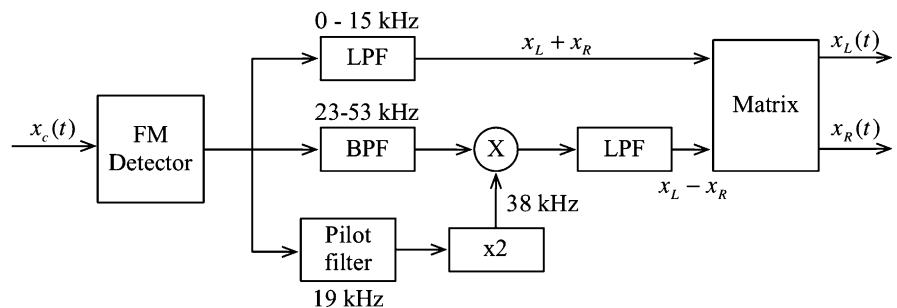 0 - 15 kHz
LPF
x_L + x_R
x_L(t)
Matrix
x_R(t)
x_c(t)
FM
Detector
23-53 kHz
BPF
X
LPF
x_L − x_R
38 kHz
Pilot
filter
x2
19 kHz